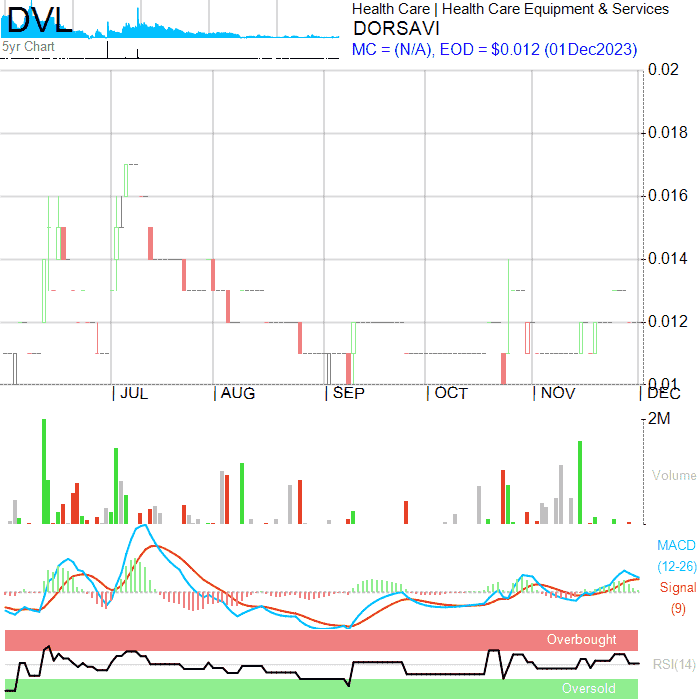 DVL
5yr Chart
Health Care | Health Care Equipment & Services
DORSAVI
MC = (N/A), EOD = $0.012 (01Dec2023)
0.02
0.018
0.016
0.014
0.012
0.01
JUL AUG SEP OCT NOV DEC
2M
Volume
MACD
(12-26)
Signal
(9)
Overbought
RSI(14)
Oversold